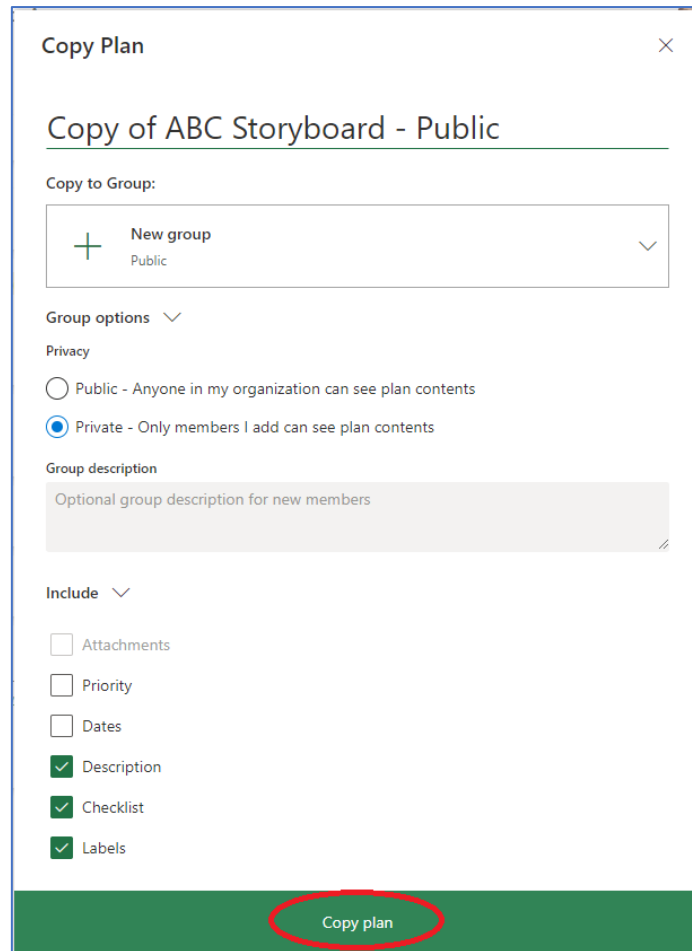 Copy Plan
Copy of ABC Storyboard - Public
Copy to Group:
New group
Public
Group options
Privacy
Public - Anyone in my organization can see plan contents
Private - Only members I add can see plan contents
Group description
Optional group description for new members
Include
Attachments
Priority
Dates
Description
Checklist
Labels
Copy plan